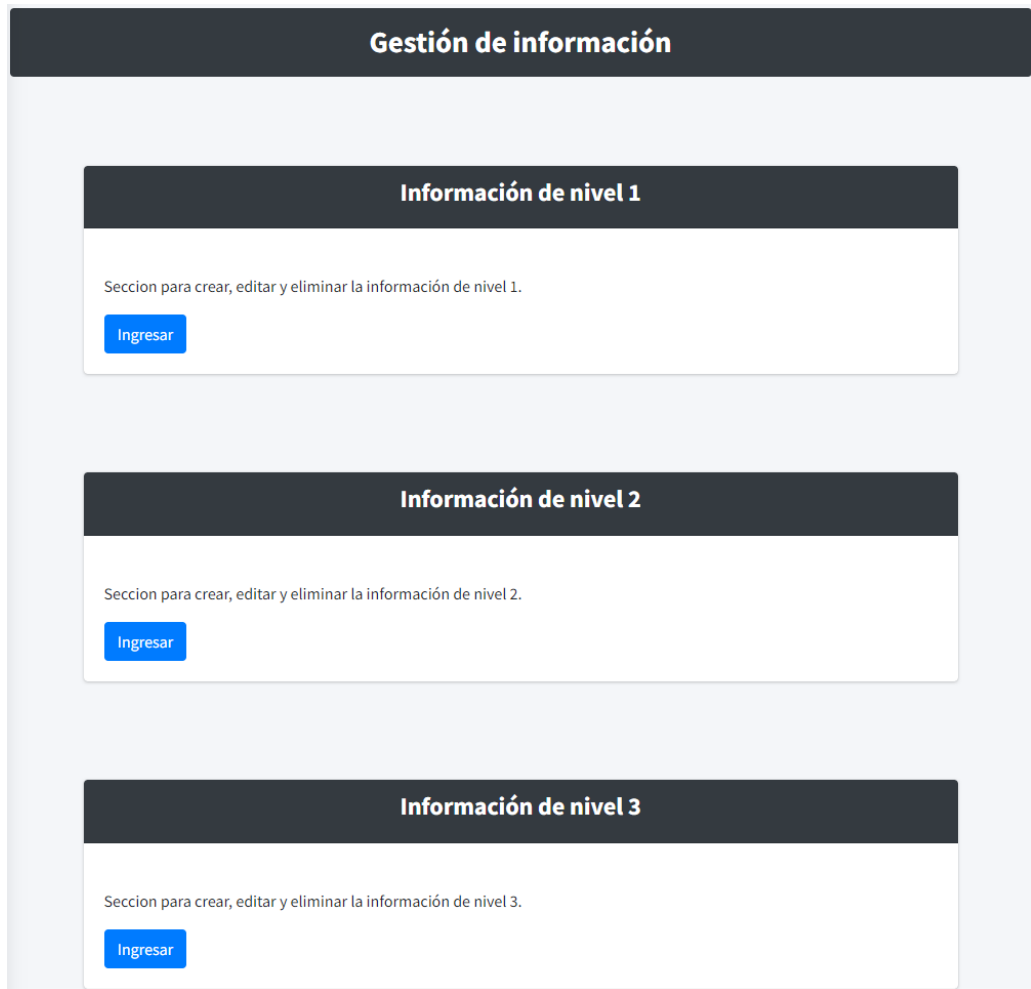 Gestión de información
Información de nivel 1
Seccion para crear, editar y eliminar la información de nivel 1.
Ingresar
Información de nivel 2
Seccion para crear, editar y eliminar la información de nivel 2.
Ingresar
Información de nivel 3
Seccion para crear, editar y eliminar la información de nivel 3.
Ingresar